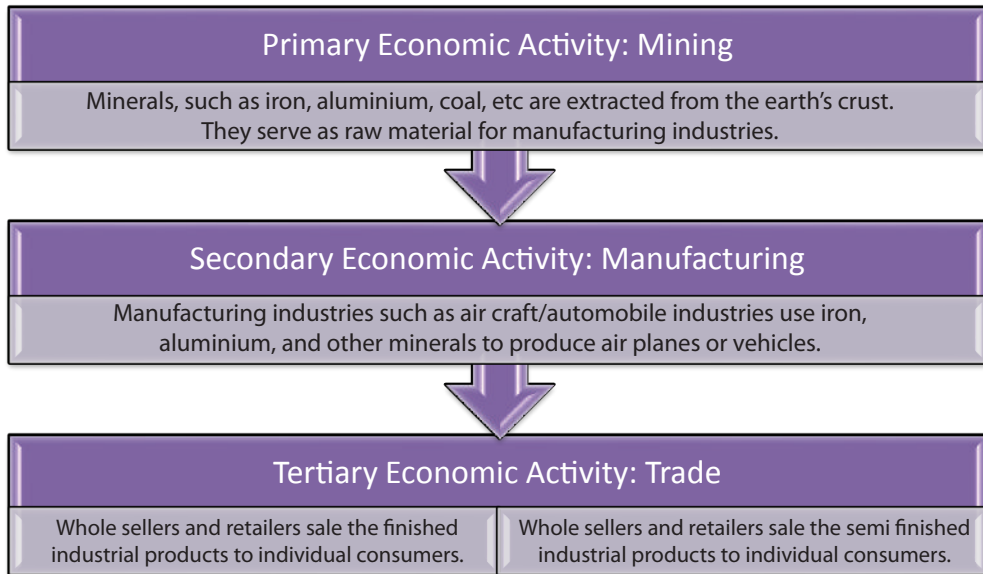 Primary Economic Activity: Mining
Minerals, such as iron, aluminium, coal, etc are extracted from the earth's crust.
They serve as raw material for manufacturing industries.
Secondary Economic Activity: Manufacturing
Manufacturing industries such as air craft/automobile industries use iron,
aluminium, and other minerals to produce air planes or vehicles.
Tertiary Economic Activity: Trade
Whole sellers and retailers sale the finished
industrial products to individual consumers.
Whole sellers and retailers sale the semi finished
industrial products to individual consumers.